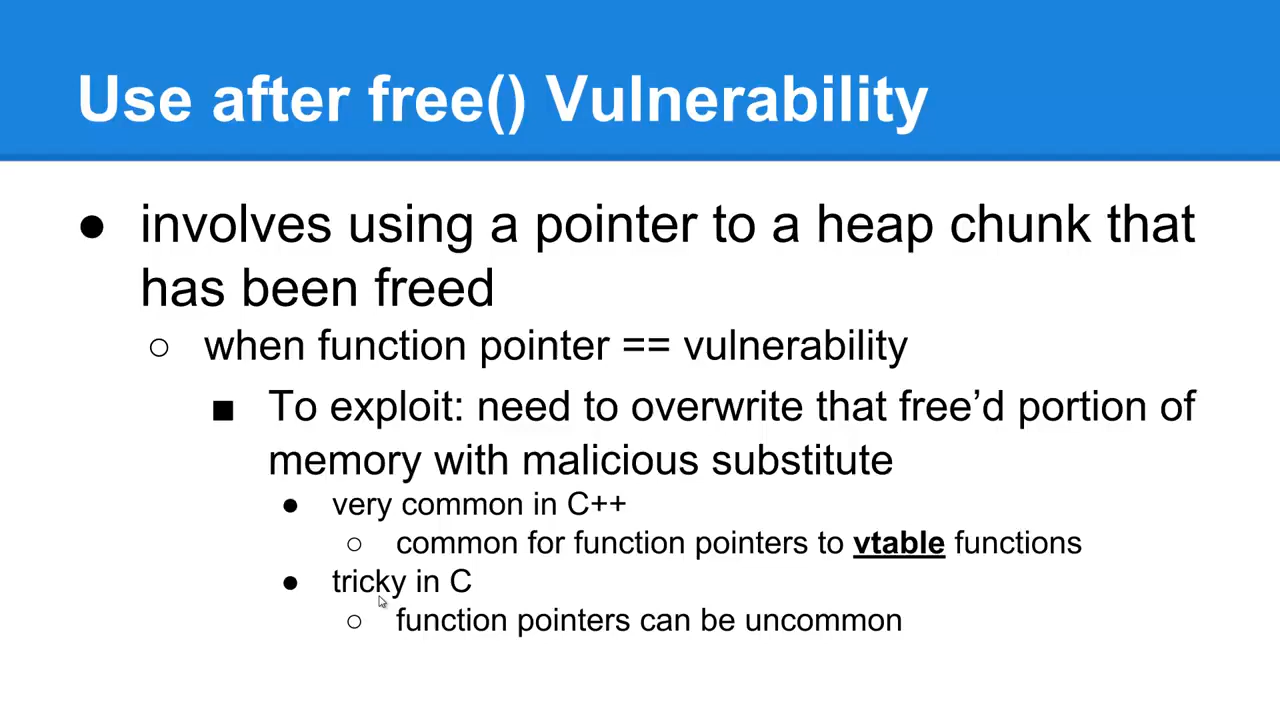 Use after free() Vulnerability
● involves using a pointer to a heap chunk that
has been freed
○ when function pointer == vulnerability
■ To exploit: need to overwrite that free’d portion of
memory with malicious substitute
● very common in C++
○ common for function pointers to vtable functions
● tricky in C
○ function pointers can be uncommon